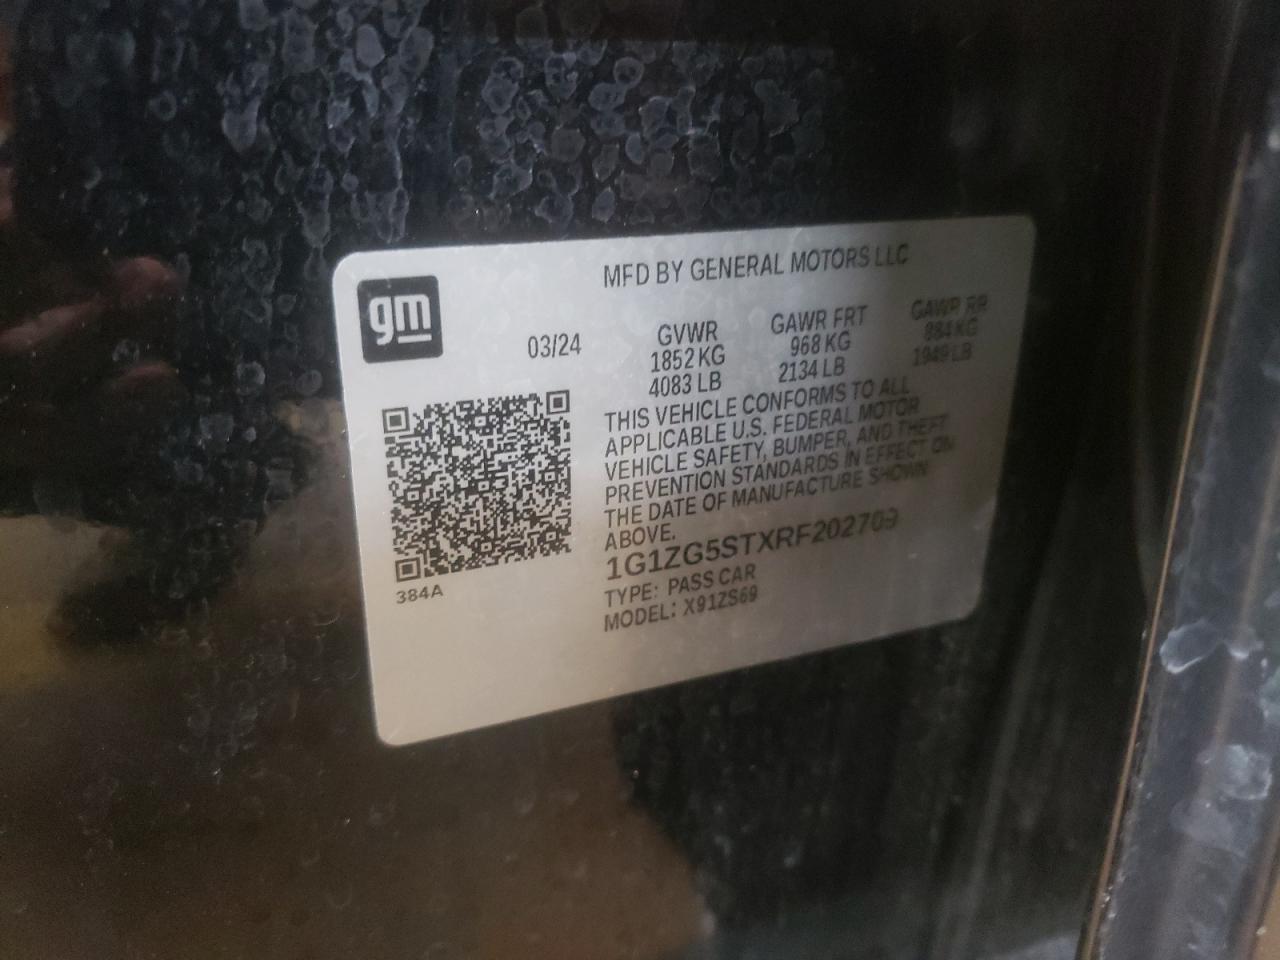 gm
MFD BY GENERAL MOTORS LLC
03/24
GVWR GAWR FRT GAWR RR
1852 KG 968 KG 884 KG
4083 LB 2134 LB 1949 LB
THIS VEHICLE CONFORMS TO ALL
APPLICABLE U.S. FEDERAL MOTOR
VEHICLE SAFETY, BUMPER, AND THEFT
PREVENTION STANDARDS IN EFFECT ON
THE DATE OF MANUFACTURE SHOWN
ABOVE.
1G1ZG5STXRF202709
TYPE: PASS CAR
MODEL: X91ZS69
384A